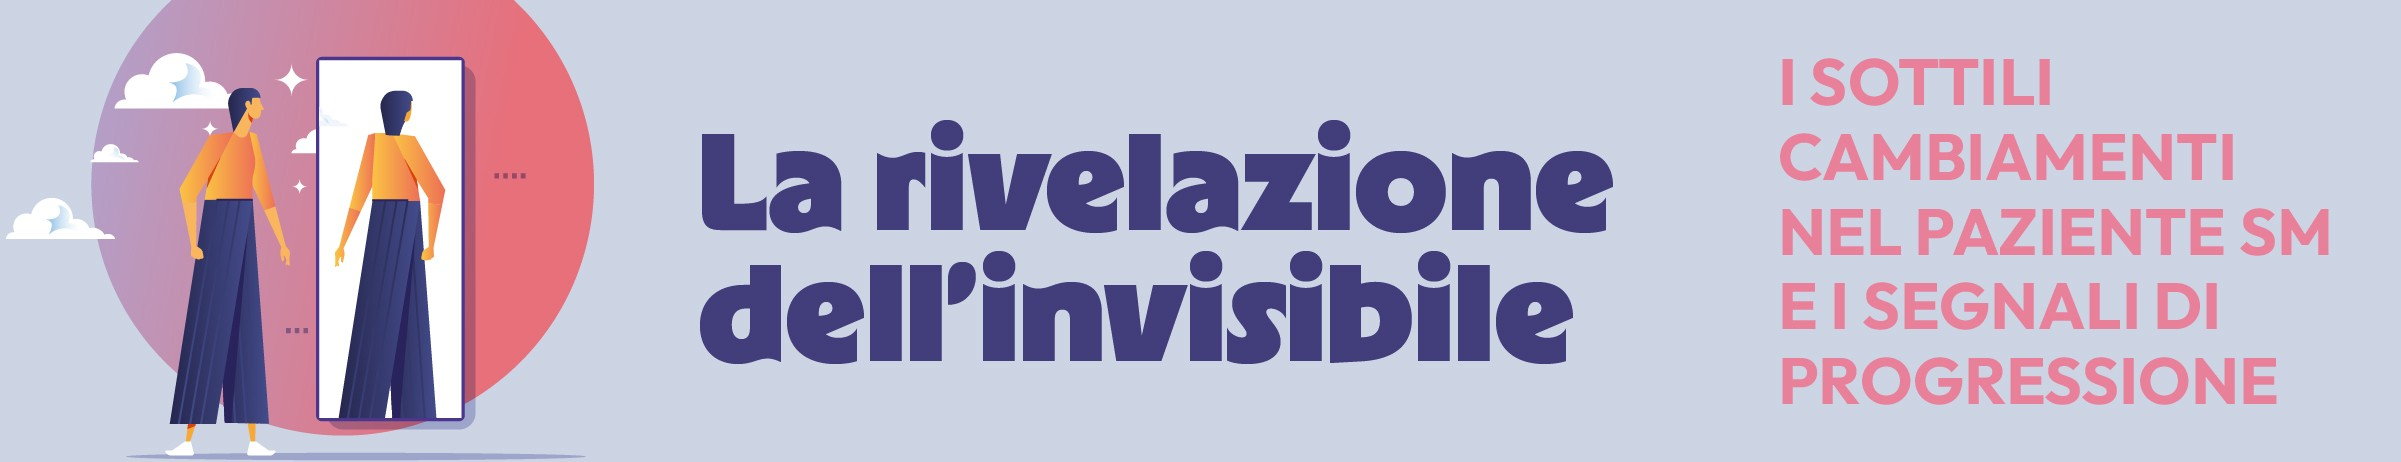 La rivelazione
dell’invisibile
I SOTTILI
CAMBIAMENTI
NEL PAZIENTE SM
E I SEGNALI DI
PROGRESSIONE